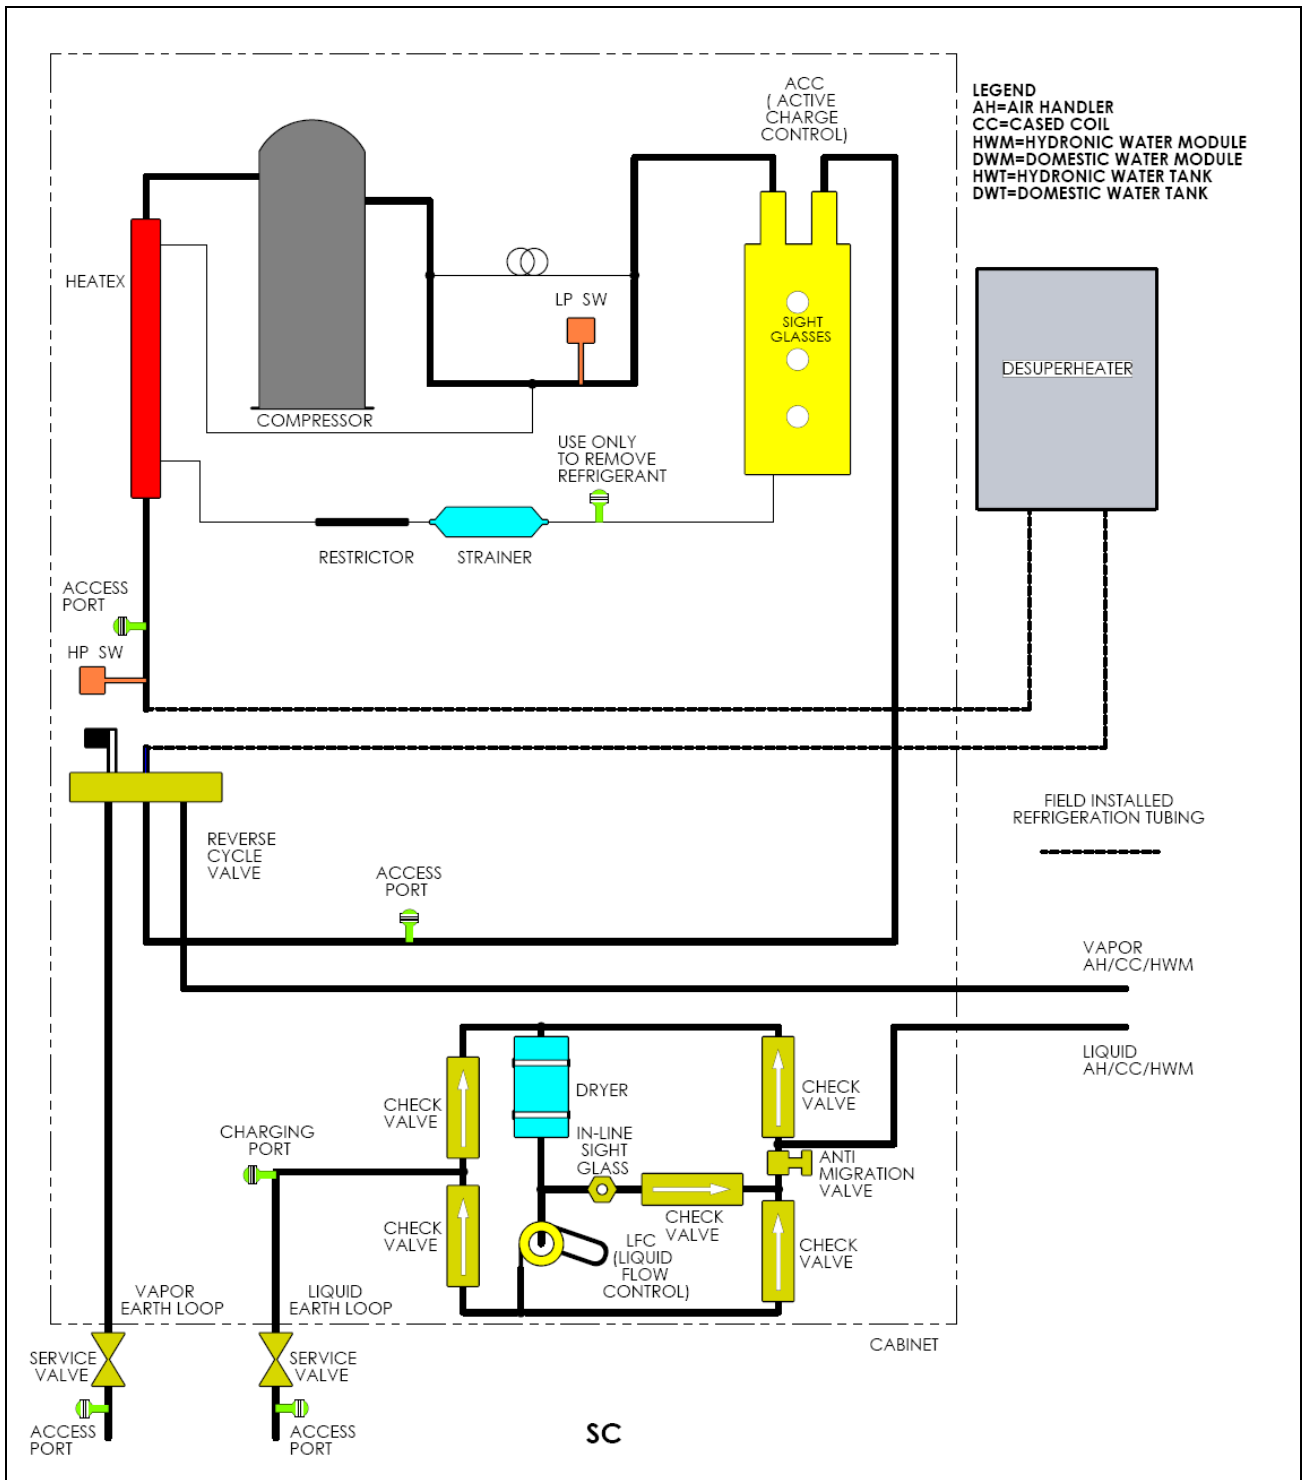 ACC
( ACTIVE
CHARGE
CONTROL)
LEGEND
AH=AIR HANDLER
CC=CASED COIL
HWM=HYDRONIC WATER MODULE
DWM=DOMESTIC WATER MODULE
HWT=HYDRONIC WATER TANK
DWT=DOMESTIC WATER TANK
HEATEX
LP SW
SIGHT
GLASSES
DESUPERHEATER
COMPRESSOR
USE ONLY
TO REMOVE
REFRIGERANT
RESTRICTOR
STRAINER
ACCESS
PORT
HP SW
FIELD INSTALLED
REFRIGERATION TUBING
REVERSE
CYCLE
VALVE
ACCESS
PORT
VAPOR
AH/CC/HWM
LIQUID
AH/CC/HWM
DRYER
CHECK
VALVE
CHECK
VALVE
CHARGING
PORT
IN-LINE
SIGHT
GLASS
ANTI
MIGRATION
VALVE
CHECK
VALVE
CHECK
VALVE
LFC
(LIQUID
FLOW
CONTROL)
CHECK
VALVE
VAPOR
EARTH LOOP
LIQUID
EARTH LOOP
CABINET
SERVICE
VALVE
SERVICE
VALVE
ACCESS
PORT
ACCESS
PORT
SC